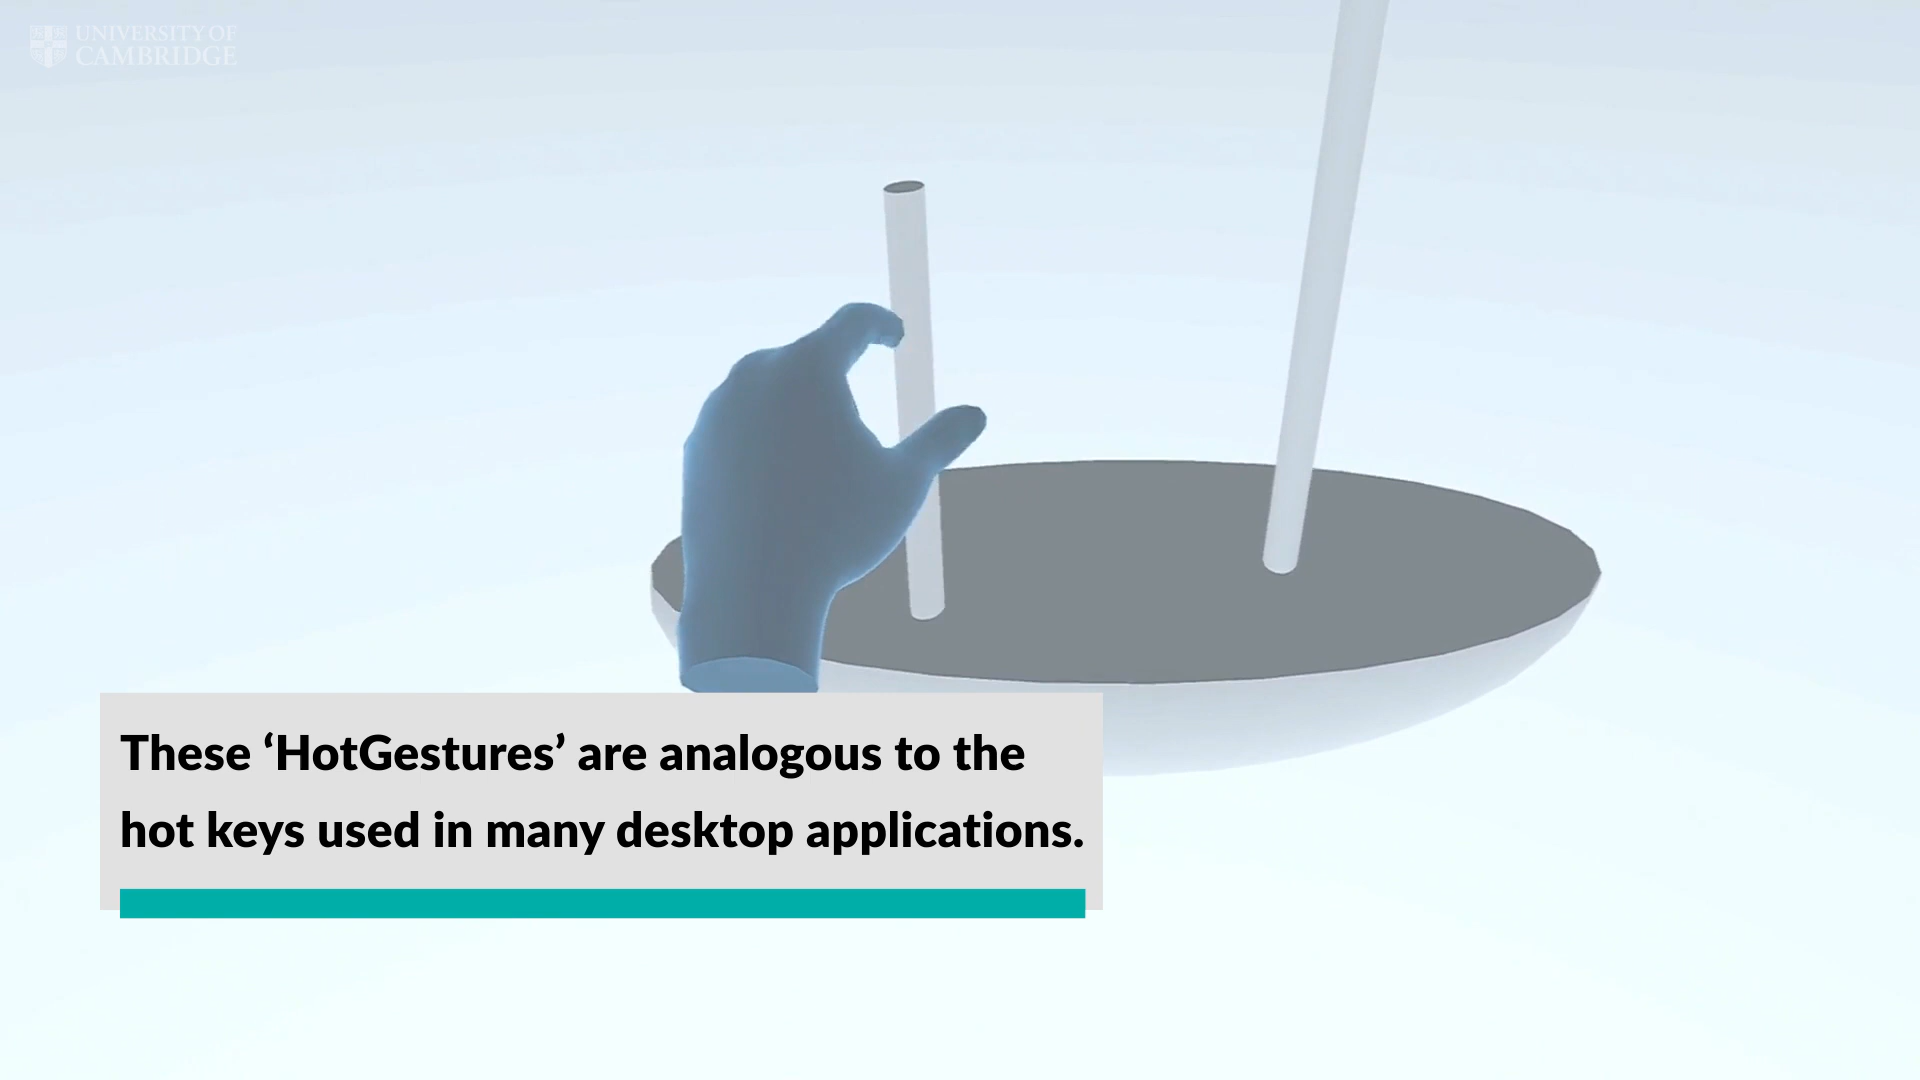 UNIVERSITY OF
CAMBRIDGE
These ‘HotGestures’ are analogous to the
hot keys used in many desktop applications.